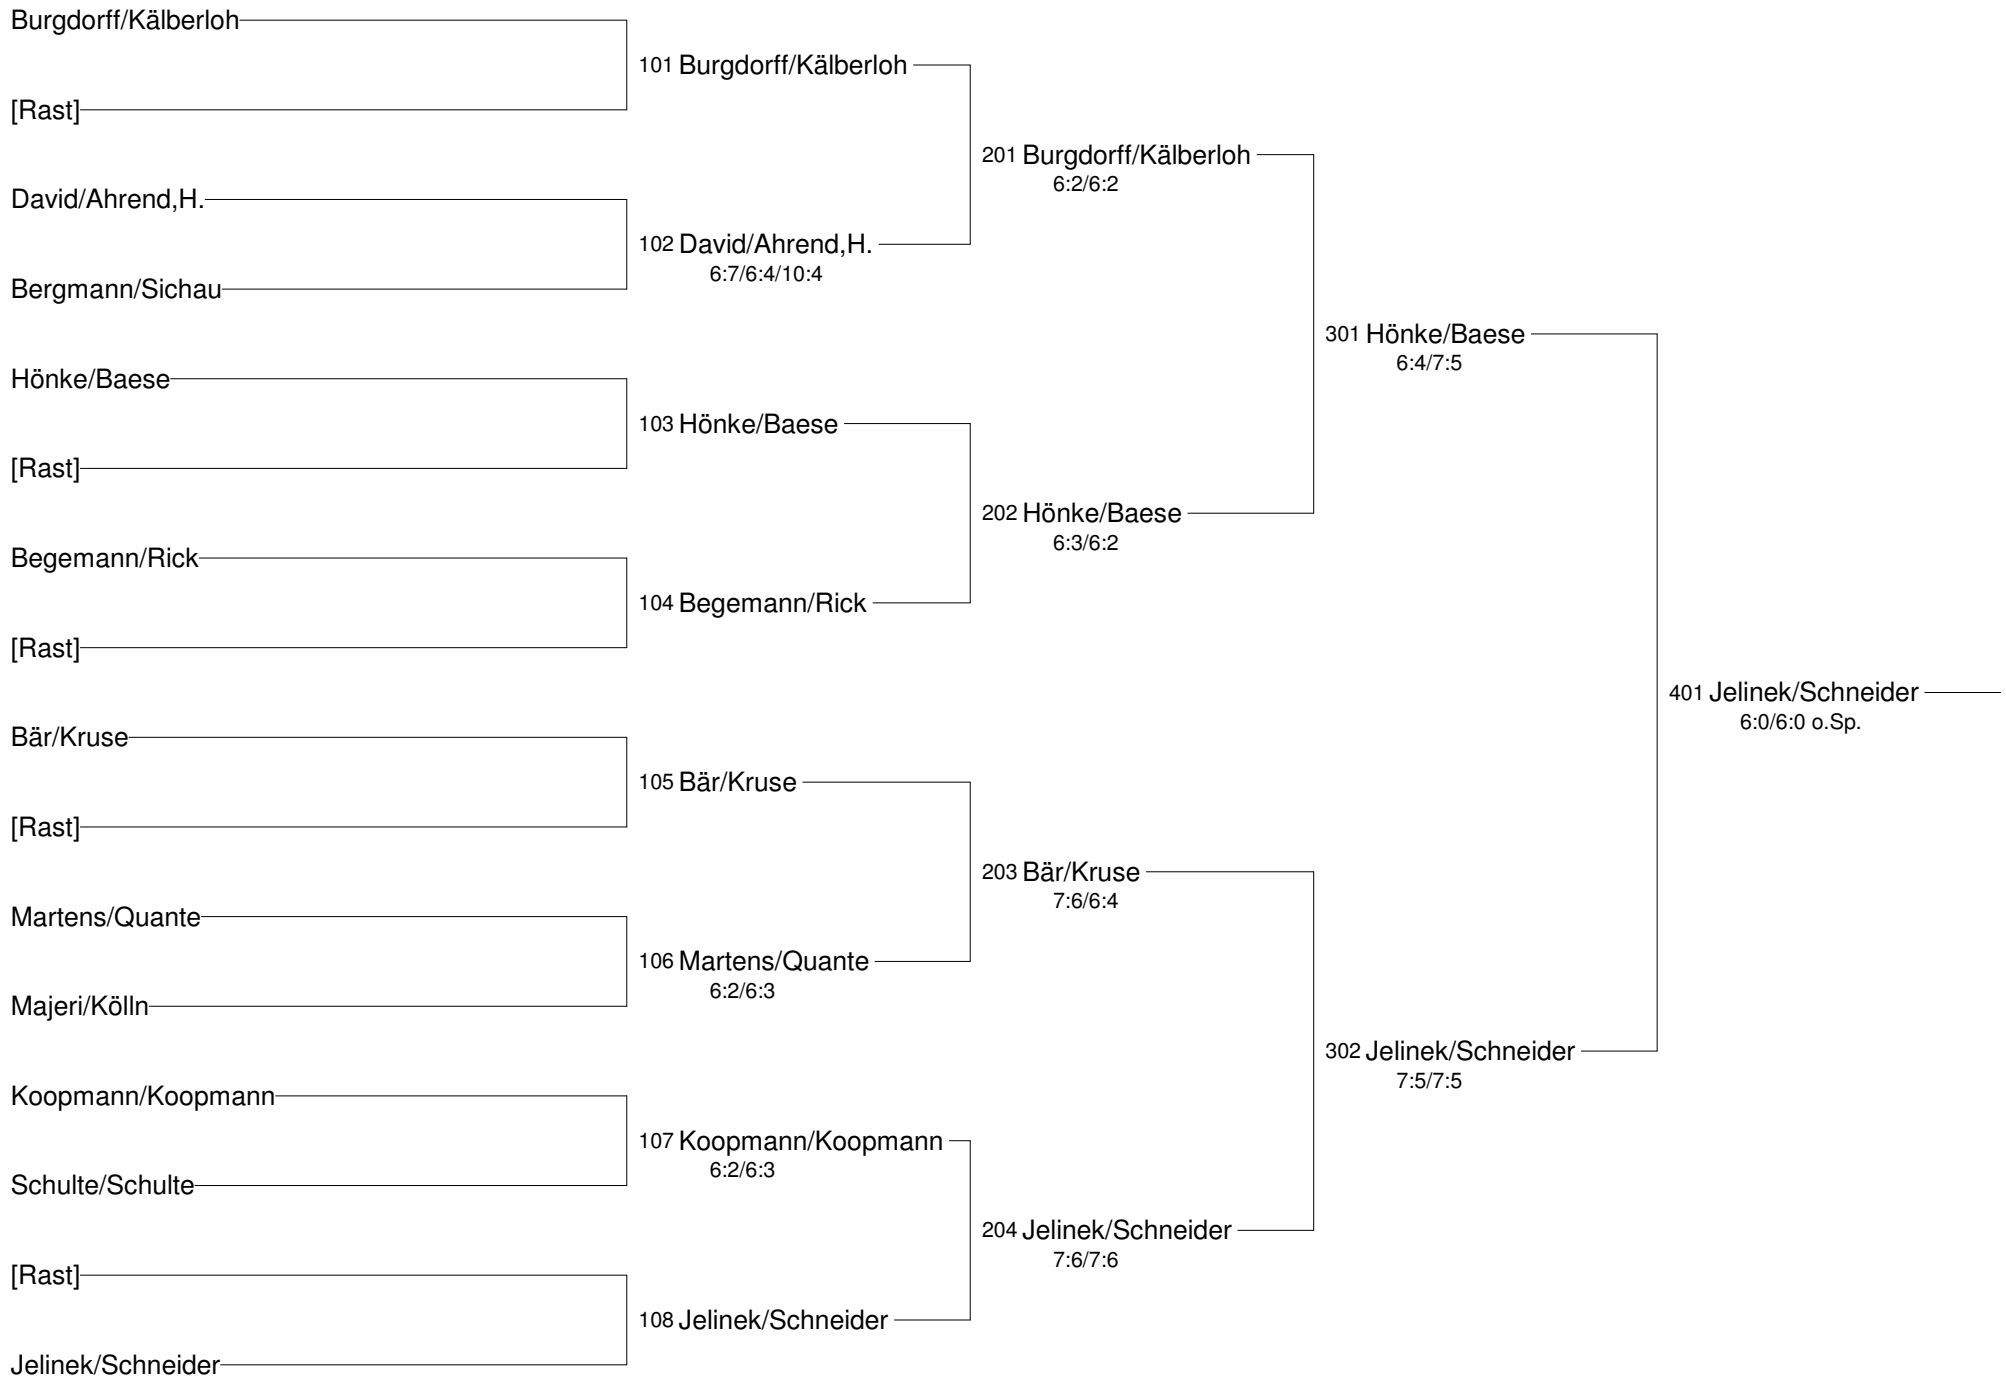 Burgdorff/Kälberloh
[Rast]
David/Ahrend,H.
Bergmann/Sichau
Hönke/Baese
[Rast]
Begemann/Rick
[Rast]
Bär/Kruse
[Rast]
Martens/Quante
Majeri/Kölln
Koopmann/Koopmann
Schulte/Schulte
[Rast]
Jelinek/Schneider
101 Burgdorff/Kälberloh
102 David/Ahrend,H.
6:7/6:4/10:4
103 Hönke/Baese
104 Begemann/Rick
105 Bär/Kruse
106 Martens/Quante
6:2/6:3
107 Koopmann/Koopmann
6:2/6:3
108 Jelinek/Schneider
201 Burgdorff/Kälberloh
6:2/6:2
202 Hönke/Baese
6:3/6:2
203 Bär/Kruse
7:6/6:4
204 Jelinek/Schneider
7:6/7:6
301 Hönke/Baese
6:4/7:5
302 Jelinek/Schneider
7:5/7:5
401 Jelinek/Schneider
6:0/6:0 o.Sp.